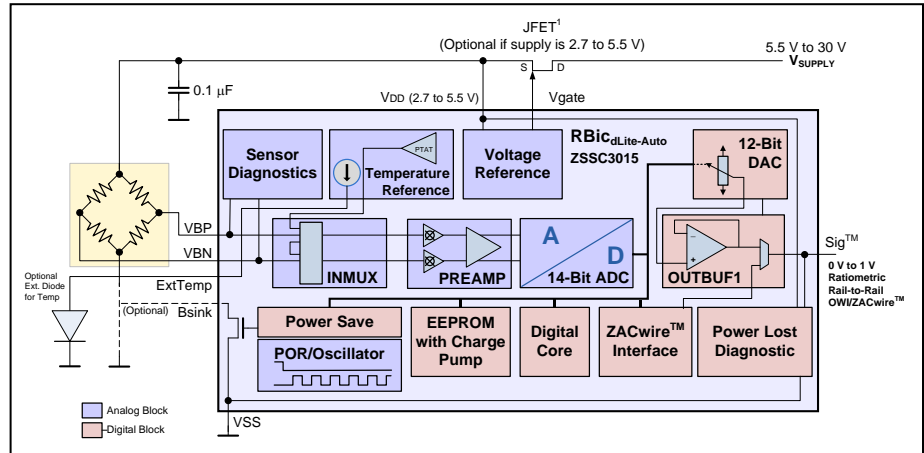 JFET1
(Optional if supply is 2.7 to 5.5 V)
5.5 V to 30 V
VSUPPLY
S
D
0.1 µF
VDD (2.7 to 5.5 V)
Vgate
Sensor
Diagnostics
PTAT
Temperature
Reference
Voltage
Reference
RBicdLite-Auto
ZSSC3015
12-Bit
DAC
VBP
VBN
INMUX
PREAMP
A
D
14-Bit ADC
OUTBUF1
SigTM
0 V to 1 V
Ratiometric
Rail-to-Rail
OWI/ZACwireTM
ExtTemp
Optional
Ext. Diode
for Temp
(Optional)
Bsink
Power Save
POR/Oscillator
EEPROM
with Charge
Pump
Digital
Core
ZACwireTM
Interface
Power Lost
Diagnostic
Analog Block
Digital Block
VSS